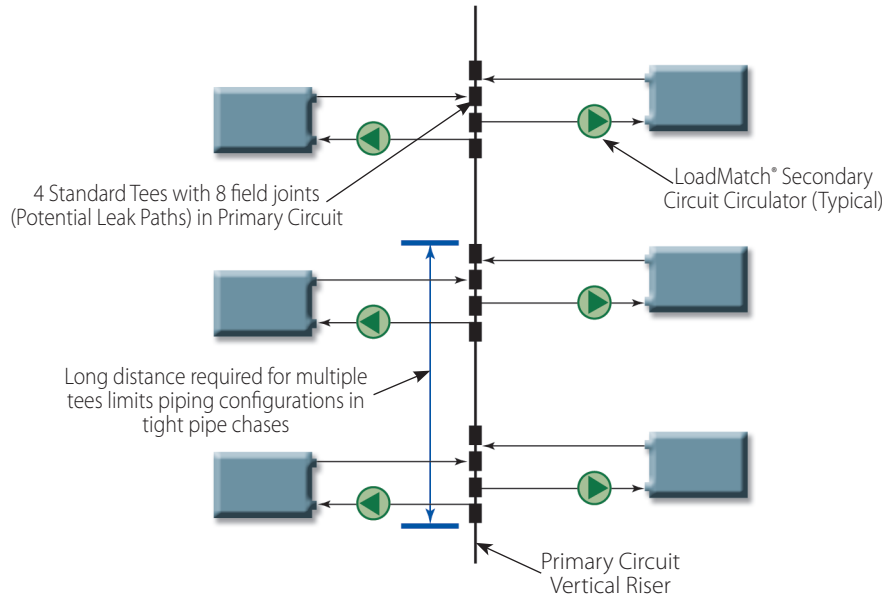 4 Standard Tees with 8 field joints
(Potential Leak Paths) in Primary Circuit
LoadMatch® Secondary
Circuit Circulator (Typical)
Long distance required for multiple
tees limits piping configurations in
tight pipe chases
Primary Circuit
Vertical Riser